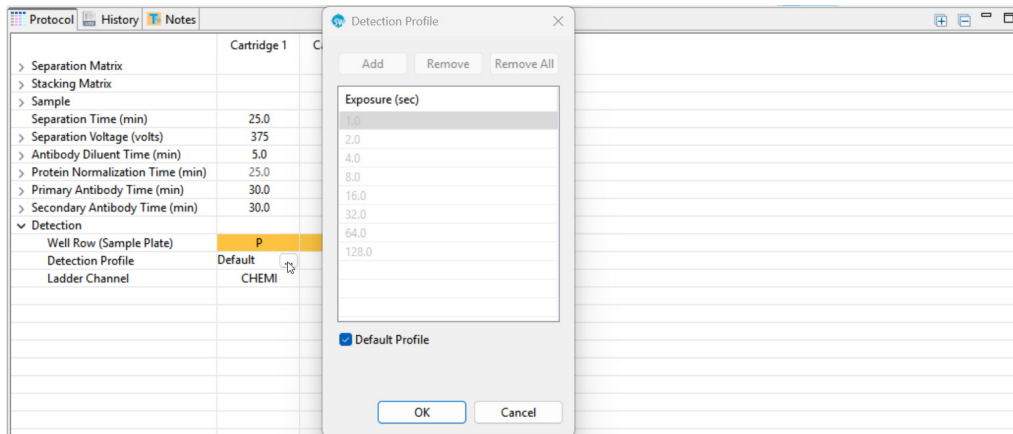 Protocol History Notes
Detection Profile
Cartridge 1
Separation Matrix
Stacking Matrix
Sample
Separation Time (min) 25.0
Separation Voltage (volts) 375
Antibody Diluent Time (min) 5.0
Protein Normalization Time (min) 25.0
Primary Antibody Time (min) 30.0
Secondary Antibody Time (min) 30.0
Detection
Well Row (Sample Plate) P
Detection Profile Default
Ladder Channel CHEMI
Add Remove Remove All
Exposure (sec)
1.0
2.0
4.0
8.0
16.0
32.0
64.0
128.0
Default Profile
OK Cancel